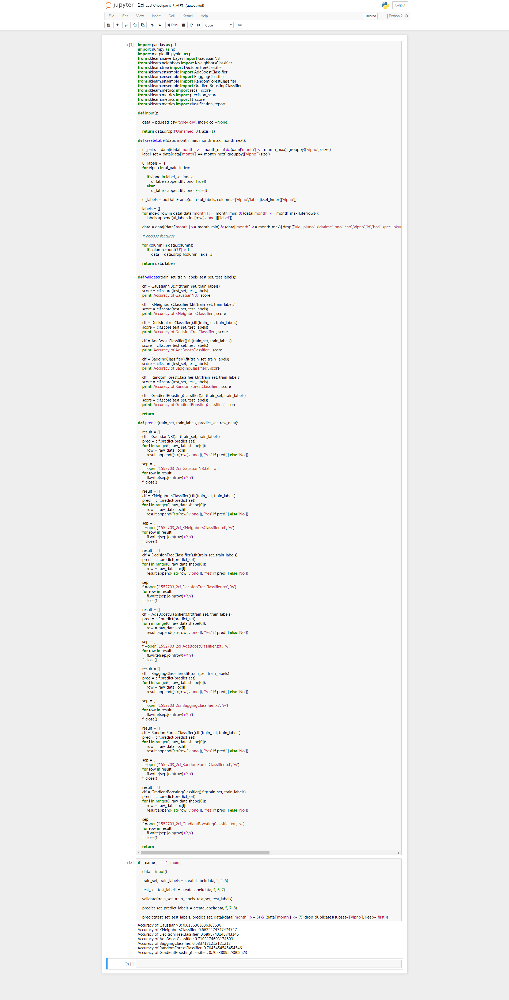 jupyter 2ci Last Checkpoint: 几秒前 (autosaved) Logout
File Edit View Insert Cell Kernel Help Trusted Python 2
Run Code
In [1]:
import pandas as pd
import numpy as np
import matplotlib.pyplot as plt
from sklearn.naive_bayes import GaussianNB
from sklearn.neighbors import KNeighborsClassifier
from sklearn.tree import DecisionTreeClassifier
from sklearn.ensemble import AdaBoostClassifier
from sklearn.ensemble import BaggingClassifier
from sklearn.ensemble import RandomForestClassifier
from sklearn.ensemble import GradientBoostingClassifier
from sklearn.metrics import recall_score
from sklearn.metrics import precision_score
from sklearn.metrics import f1_score
from sklearn.metrics import classification_report
def input():
data = pd.read_csv('type4.csv', index_col=None)
return data.drop(['Unnamed: 0'], axis=1)
def createLabel(data, month_min, month_max, month_next):
ui_pairs = data[(data['month'] >= month_min) & (data['month'] <= month_max)].groupby(['vipno']).size()
label_set = data[data['month'] == month_next].groupby(['vipno']).size()
ui_labels = []
for vipno in ui_pairs.index:
if vipno in label_set.index:
ui_labels.append([vipno, True])
else:
ui_labels.append([vipno, False])
ui_labels = pd.DataFrame(data=ui_labels, columns=['vipno','label']).set_index(['vipno'])
labels = []
for index, row in data[(data['month'] >= month_min) & (data['month'] <= month_max)].iterrows():
labels.append(ui_labels.loc[row['vipno']]['label'])
data = data[(data['month'] >= month_min) & (data['month'] <= month_max)].drop(['uid','pluno','sldatime','pno','cno','vipno','id','bcd','spec','pkur
# choose features
for column in data.columns:
if column.count('U') < 1:
data = data.drop([column], axis=1)
return data, labels
def validate(train_set, train_labels, test_set, test_labels):
clf = GaussianNB().fit(train_set, train_labels)
score = clf.score(test_set, test_labels)
print 'Accuracy of GaussianNB:', score
clf = KNeighborsClassifier().fit(train_set, train_labels)
score = clf.score(test_set, test_labels)
print 'Accuracy of KNeighborsClassifier:', score
clf = DecisionTreeClassifier().fit(train_set, train_labels)
score = clf.score(test_set, test_labels)
print 'Accuracy of DecisionTreeClassifier:', score
clf = AdaBoostClassifier().fit(train_set, train_labels)
score = clf.score(test_set, test_labels)
print 'Accuracy of AdaBoostClassifier:', score
clf = BaggingClassifier().fit(train_set, train_labels)
score = clf.score(test_set, test_labels)
print 'Accuracy of BaggingClassifier:', score
clf = RandomForestClassifier().fit(train_set, train_labels)
score = clf.score(test_set, test_labels)
print 'Accuracy of RandomForestClassifier:', score
clf = GradientBoostingClassifier().fit(train_set, train_labels)
score = clf.score(test_set, test_labels)
print 'Accuracy of GradientBoostingClassifier:', score
return
def predict(train_set, train_labels, predict_set, raw_data):
result = []
clf = GaussianNB().fit(train_set, train_labels)
pred = clf.predict(predict_set)
for i in range(0, raw_data.shape[0]):
row = raw_data.iloc[i]
result.append([str(row['vipno']), 'Yes' if pred[i] else 'No'])
sep = ', '
fl=open('1552703_2ci_GaussianNB.txt', 'w')
for row in result:
fl.write(sep.join(row)+'\n')
fl.close()
result = []
clf = KNeighborsClassifier().fit(train_set, train_labels)
pred = clf.predict(predict_set)
for i in range(0, raw_data.shape[0]):
row = raw_data.iloc[i]
result.append([str(row['vipno']), 'Yes' if pred[i] else 'No'])
sep = ', '
fl=open('1552703_2ci_KNeighborsClassifier.txt', 'w')
for row in result:
fl.write(sep.join(row)+'\n')
fl.close()
result = []
clf = DecisionTreeClassifier().fit(train_set, train_labels)
pred = clf.predict(predict_set)
for i in range(0, raw_data.shape[0]):
row = raw_data.iloc[i]
result.append([str(row['vipno']), 'Yes' if pred[i] else 'No'])
sep = ', '
fl=open('1552703_2ci_DecisionTreeClassifier.txt', 'w')
for row in result:
fl.write(sep.join(row)+'\n')
fl.close()
result = []
clf = AdaBoostClassifier().fit(train_set, train_labels)
pred = clf.predict(predict_set)
for i in range(0, raw_data.shape[0]):
row = raw_data.iloc[i]
result.append([str(row['vipno']), 'Yes' if pred[i] else 'No'])
sep = ', '
fl=open('1552703_2ci_AdaBoostClassifier.txt', 'w')
for row in result:
fl.write(sep.join(row)+'\n')
fl.close()
result = []
clf = BaggingClassifier().fit(train_set, train_labels)
pred = clf.predict(predict_set)
for i in range(0, raw_data.shape[0]):
row = raw_data.iloc[i]
result.append([str(row['vipno']), 'Yes' if pred[i] else 'No'])
sep = ', '
fl=open('1552703_2ci_BaggingClassifier.txt', 'w')
for row in result:
fl.write(sep.join(row)+'\n')
fl.close()
result = []
clf = RandomForestClassifier().fit(train_set, train_labels)
pred = clf.predict(predict_set)
for i in range(0, raw_data.shape[0]):
row = raw_data.iloc[i]
result.append([str(row['vipno']), 'Yes' if pred[i] else 'No'])
sep = ', '
fl=open('1552703_2ci_RandomForestClassifier.txt', 'w')
for row in result:
fl.write(sep.join(row)+'\n')
fl.close()
result = []
clf = GradientBoostingClassifier().fit(train_set, train_labels)
pred = clf.predict(predict_set)
for i in range(0, raw_data.shape[0]):
row = raw_data.iloc[i]
result.append([str(row['vipno']), 'Yes' if pred[i] else 'No'])
sep = ', '
fl=open('1552703_2ci_GradientBoostingClassifier.txt', 'w')
for row in result:
fl.write(sep.join(row)+'\n')
fl.close()
return
In [2]:
if __name__ == '__main__':
data = input()
train_set, train_labels = createLabel(data, 2, 4, 5)
test_set, test_labels = createLabel(data, 4, 6, 7)
validate(train_set, train_labels, test_set, test_labels)
predict_set, predict_labels = createLabel(data, 5, 7, 8)
predict(test_set, test_labels, predict_set, data[(data['month'] >= 5) & (data['month'] <= 7)].drop_duplicates(subset=['vipno'], keep='first'))
Accuracy of GaussianNB: 0.6136363636363636
Accuracy of KNeighborsClassifier: 0.6622474747474747
Accuracy of DecisionTreeClassifier: 0.6895743145743146
Accuracy of AdaBoostClassifier: 0.7103174603174603
Accuracy of BaggingClassifier: 0.6837121212121212
Accuracy of RandomForestClassifier: 0.7045454545454546
Accuracy of GradientBoostingClassifier: 0.7023809523809523
In [ ]: